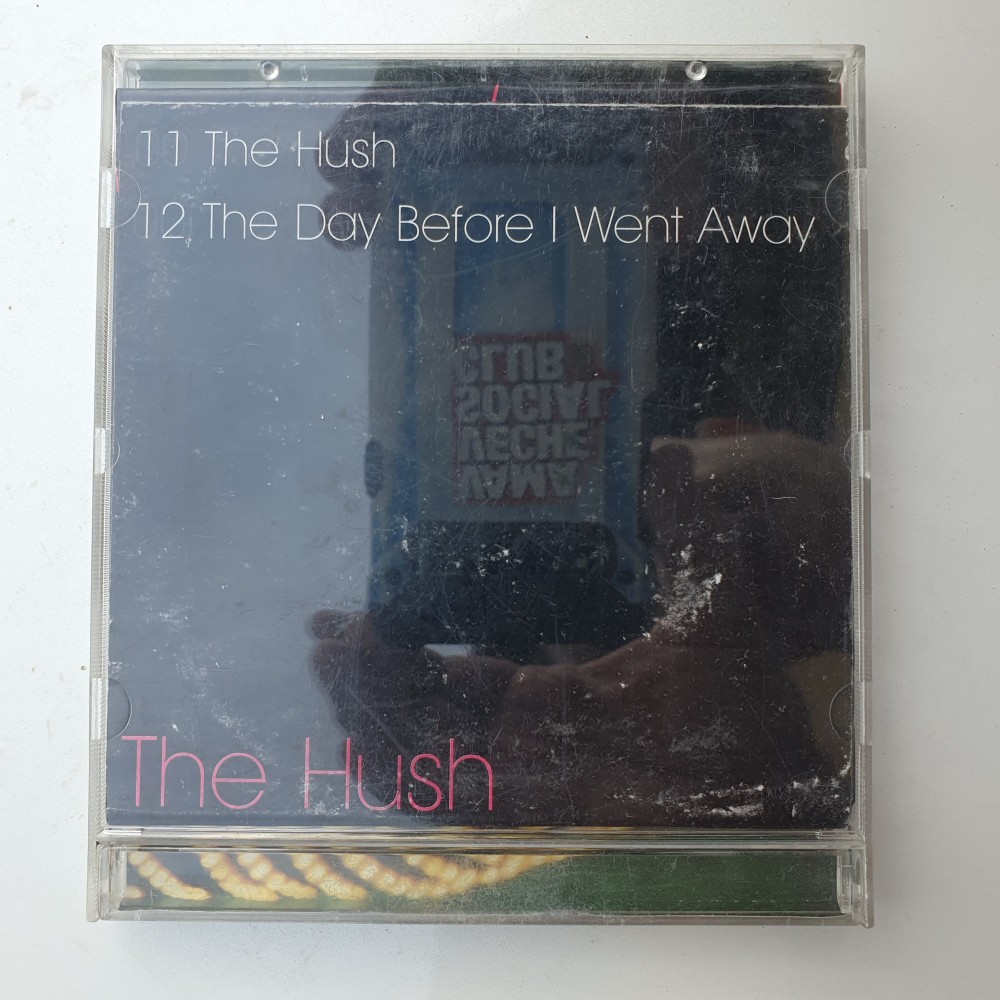 11 The Hush
12 The Day Before I Went Away
CLUB
SOCIAL
VECHE
VAMA
The Hush